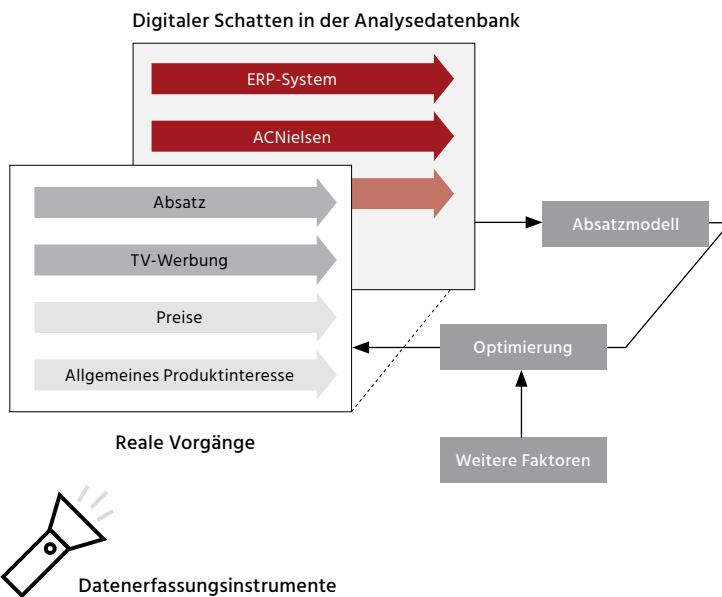 Digitaler Schatten in der Analysedatenbank
ERP-System
ACNielsen
Absatz
TV-Werbung
Preise
Allgemeines Produktinteresse
Absatzmodell
Optimierung
Weitere Faktoren
Reale Vorgänge
Datenerfassungsinstrumente